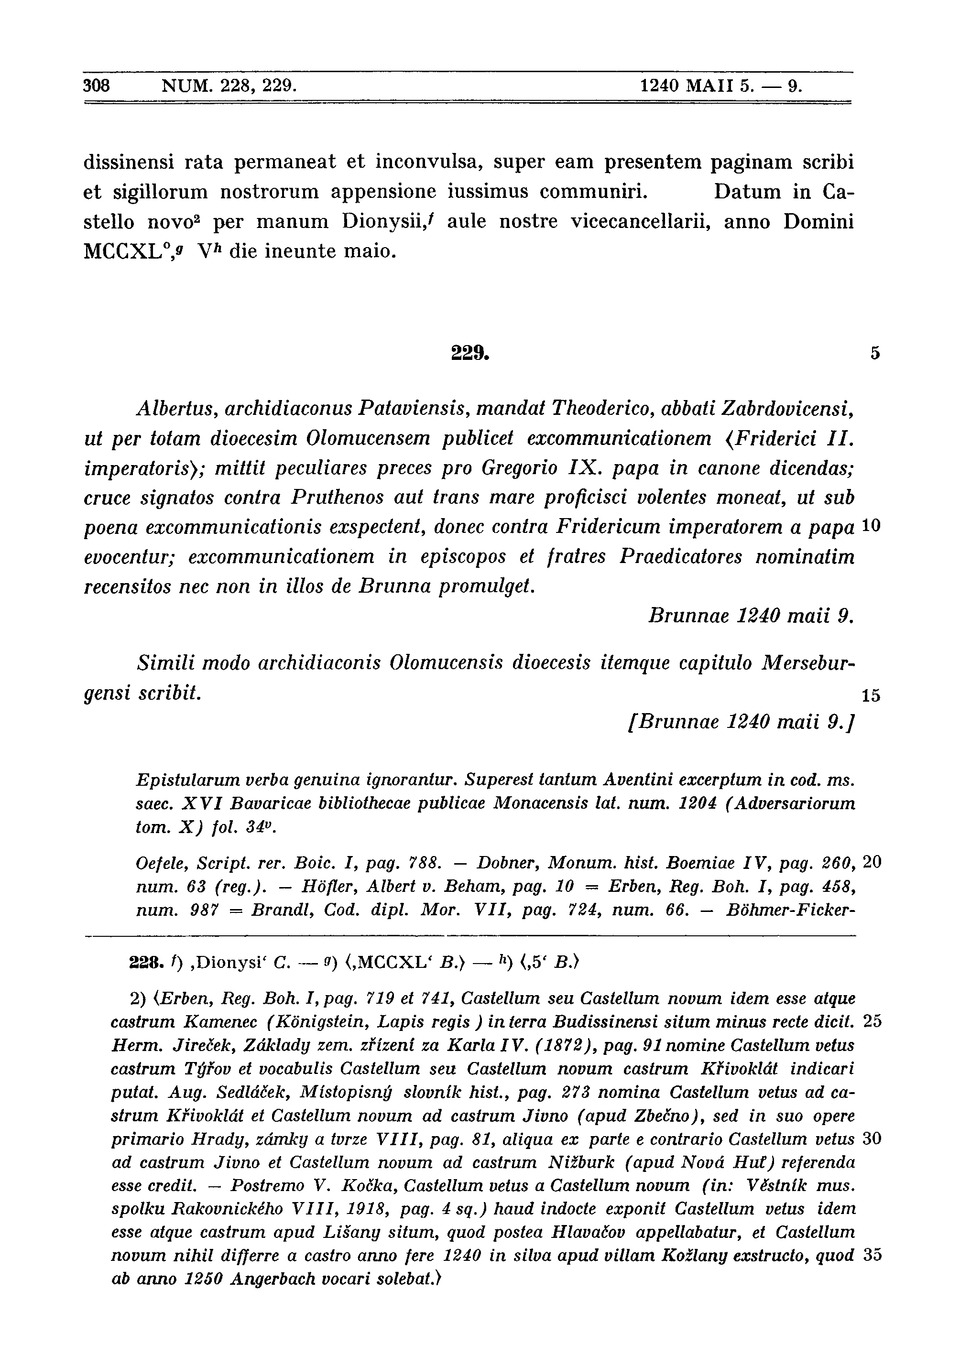 308 NUM. 228, 229. 1240 MAII 5. — 9.
dissinensi rata permaneat et inconvulsa, super eam presentem paginam scribi
et sigillorum nostrorum appensione iussimus communiri. Datum in Ca-
stello novo² per manum Dionysii,ᶠ aule nostre vicecancellarii, anno Domini
MCCXL⁰,ᵍ Vʰ die ineunte maio.
229. 5
Albertus, archidiaconus Pataviensis, mandat Theoderico, abbati Zabrdovicensi,
ut per totam dioecesim Olomucensem publicet excommunicationem ⟨Friderici II.
imperatoris⟩; mittit peculiares preces pro Gregorio IX. papa in canone dicendas;
cruce signatos contra Pruthenos aut trans mare proficisci volentes moneat, ut sub
poena excommunicationis exspectent, donec contra Fridericum imperatorem a papa 10
evocentur; excommunicationem in episcopos et fratres Praedicatores nominatim
recensitos nec non in illos de Brunna promulget.
Brunnae 1240 maii 9.
Simili modo archidiaconis Olomucensis dioecesis itemque capitulo Mersebur-
gensi scribit. 15
[Brunnae 1240 maii 9.]
Epistularum verba genuina ignorantur. Superest tantum Aventini excerptum in cod. ms.
saec. XVI Bavaricae bibliothecae publicae Monacensis lat. num. 1204 (Adversariorum
tom. X) fol. 34ᵛ.
Oefele, Script. rer. Boic. I, pag. 788. — Dobner, Monum. hist. Boemiae IV, pag. 260, 20
num. 63 (reg.). — Höfler, Albert v. Beham, pag. 10 = Erben, Reg. Boh. I, pag. 458,
num. 987 = Brandl, Cod. dipl. Mor. VII, pag. 724, num. 66. — Böhmer-Ficker-
228. ᶠ) ‚Dionysi‘ C. — ᵍ) ⟨‚MCCXL‘ B.⟩ — ʰ) ⟨‚5‘ B.⟩
2) ⟨Erben, Reg. Boh. I, pag. 719 et 741, Castellum seu Castellum novum idem esse atque
castrum Kamenec (Königstein, Lapis regis ) in terra Budissinensi situm minus recte dicit. 25
Herm. Jireček, Základy zem. zřízení za Karla IV. (1872), pag. 91 nomine Castellum vetus
castrum Týřov et vocabulis Castellum seu Castellum novum castrum Křivoklát indicari
putat. Aug. Sedláček, Místopisný slovník hist., pag. 273 nomina Castellum vetus ad ca-
strum Křivoklát et Castellum novum ad castrum Jivno (apud Zbečno), sed in suo opere
primario Hrady, zámky a tvrze VIII, pag. 81, aliqua ex parte e contrario Castellum vetus 30
ad castrum Jivno et Castellum novum ad castrum Nižburk (apud Nová Huť) referenda
esse credit. — Postremo V. Kočka, Castellum vetus a Castellum novum (in: Věstník mus.
spolku Rakovnického VIII, 1918, pag. 4 sq.) haud indocte exponit Castellum vetus idem
esse atque castrum apud Lišany situm, quod postea Hlavačov appellabatur, et Castellum
novum nihil differre a castro anno fere 1240 in silva apud villam Kožlany exstructo, quod 35
ab anno 1250 Angerbach vocari solebat.⟩